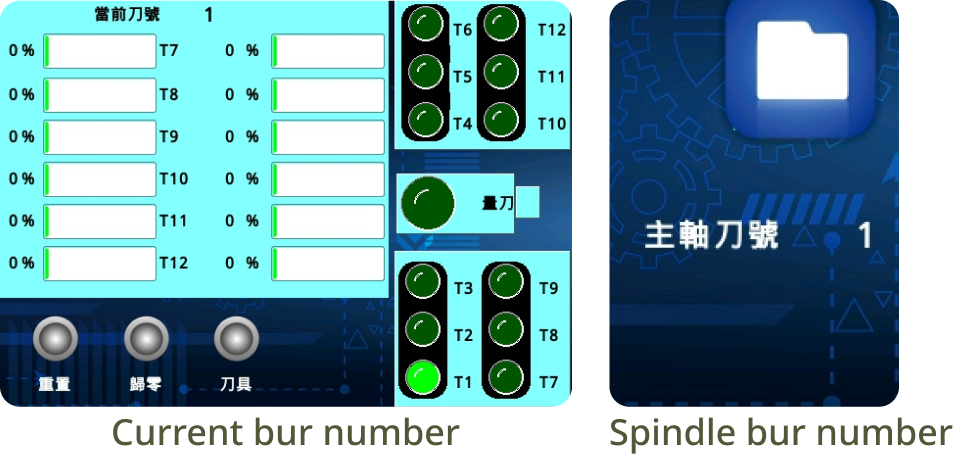 當前刀號 1
0 % T7 0 %
0 % T8 0 %
0 % T9 0 %
0 % T10 0 %
0 % T11 0 %
0 % T12 0 %
重置 歸零 刀具
T6 T12
T5 T11
T4 T10
量刀
T3 T9
T2 T8
T1 T7
Current bur number
主軸刀號 1
Spindle bur number